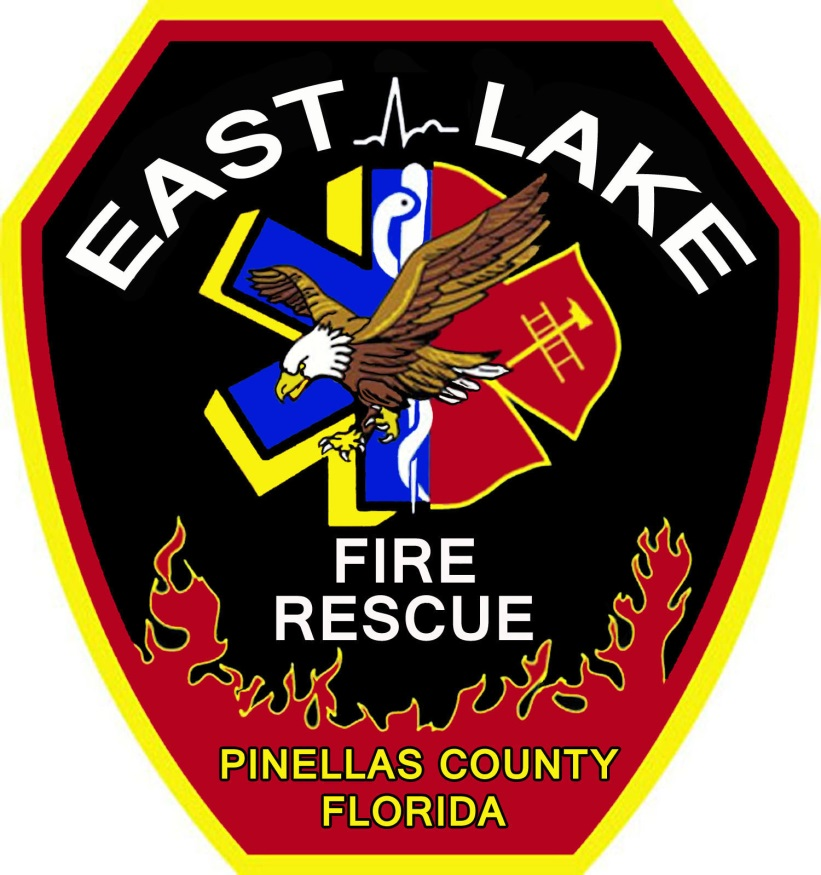 EAST LAKE
FIRE
RESCUE
PINELLAS COUNTY
FLORIDA